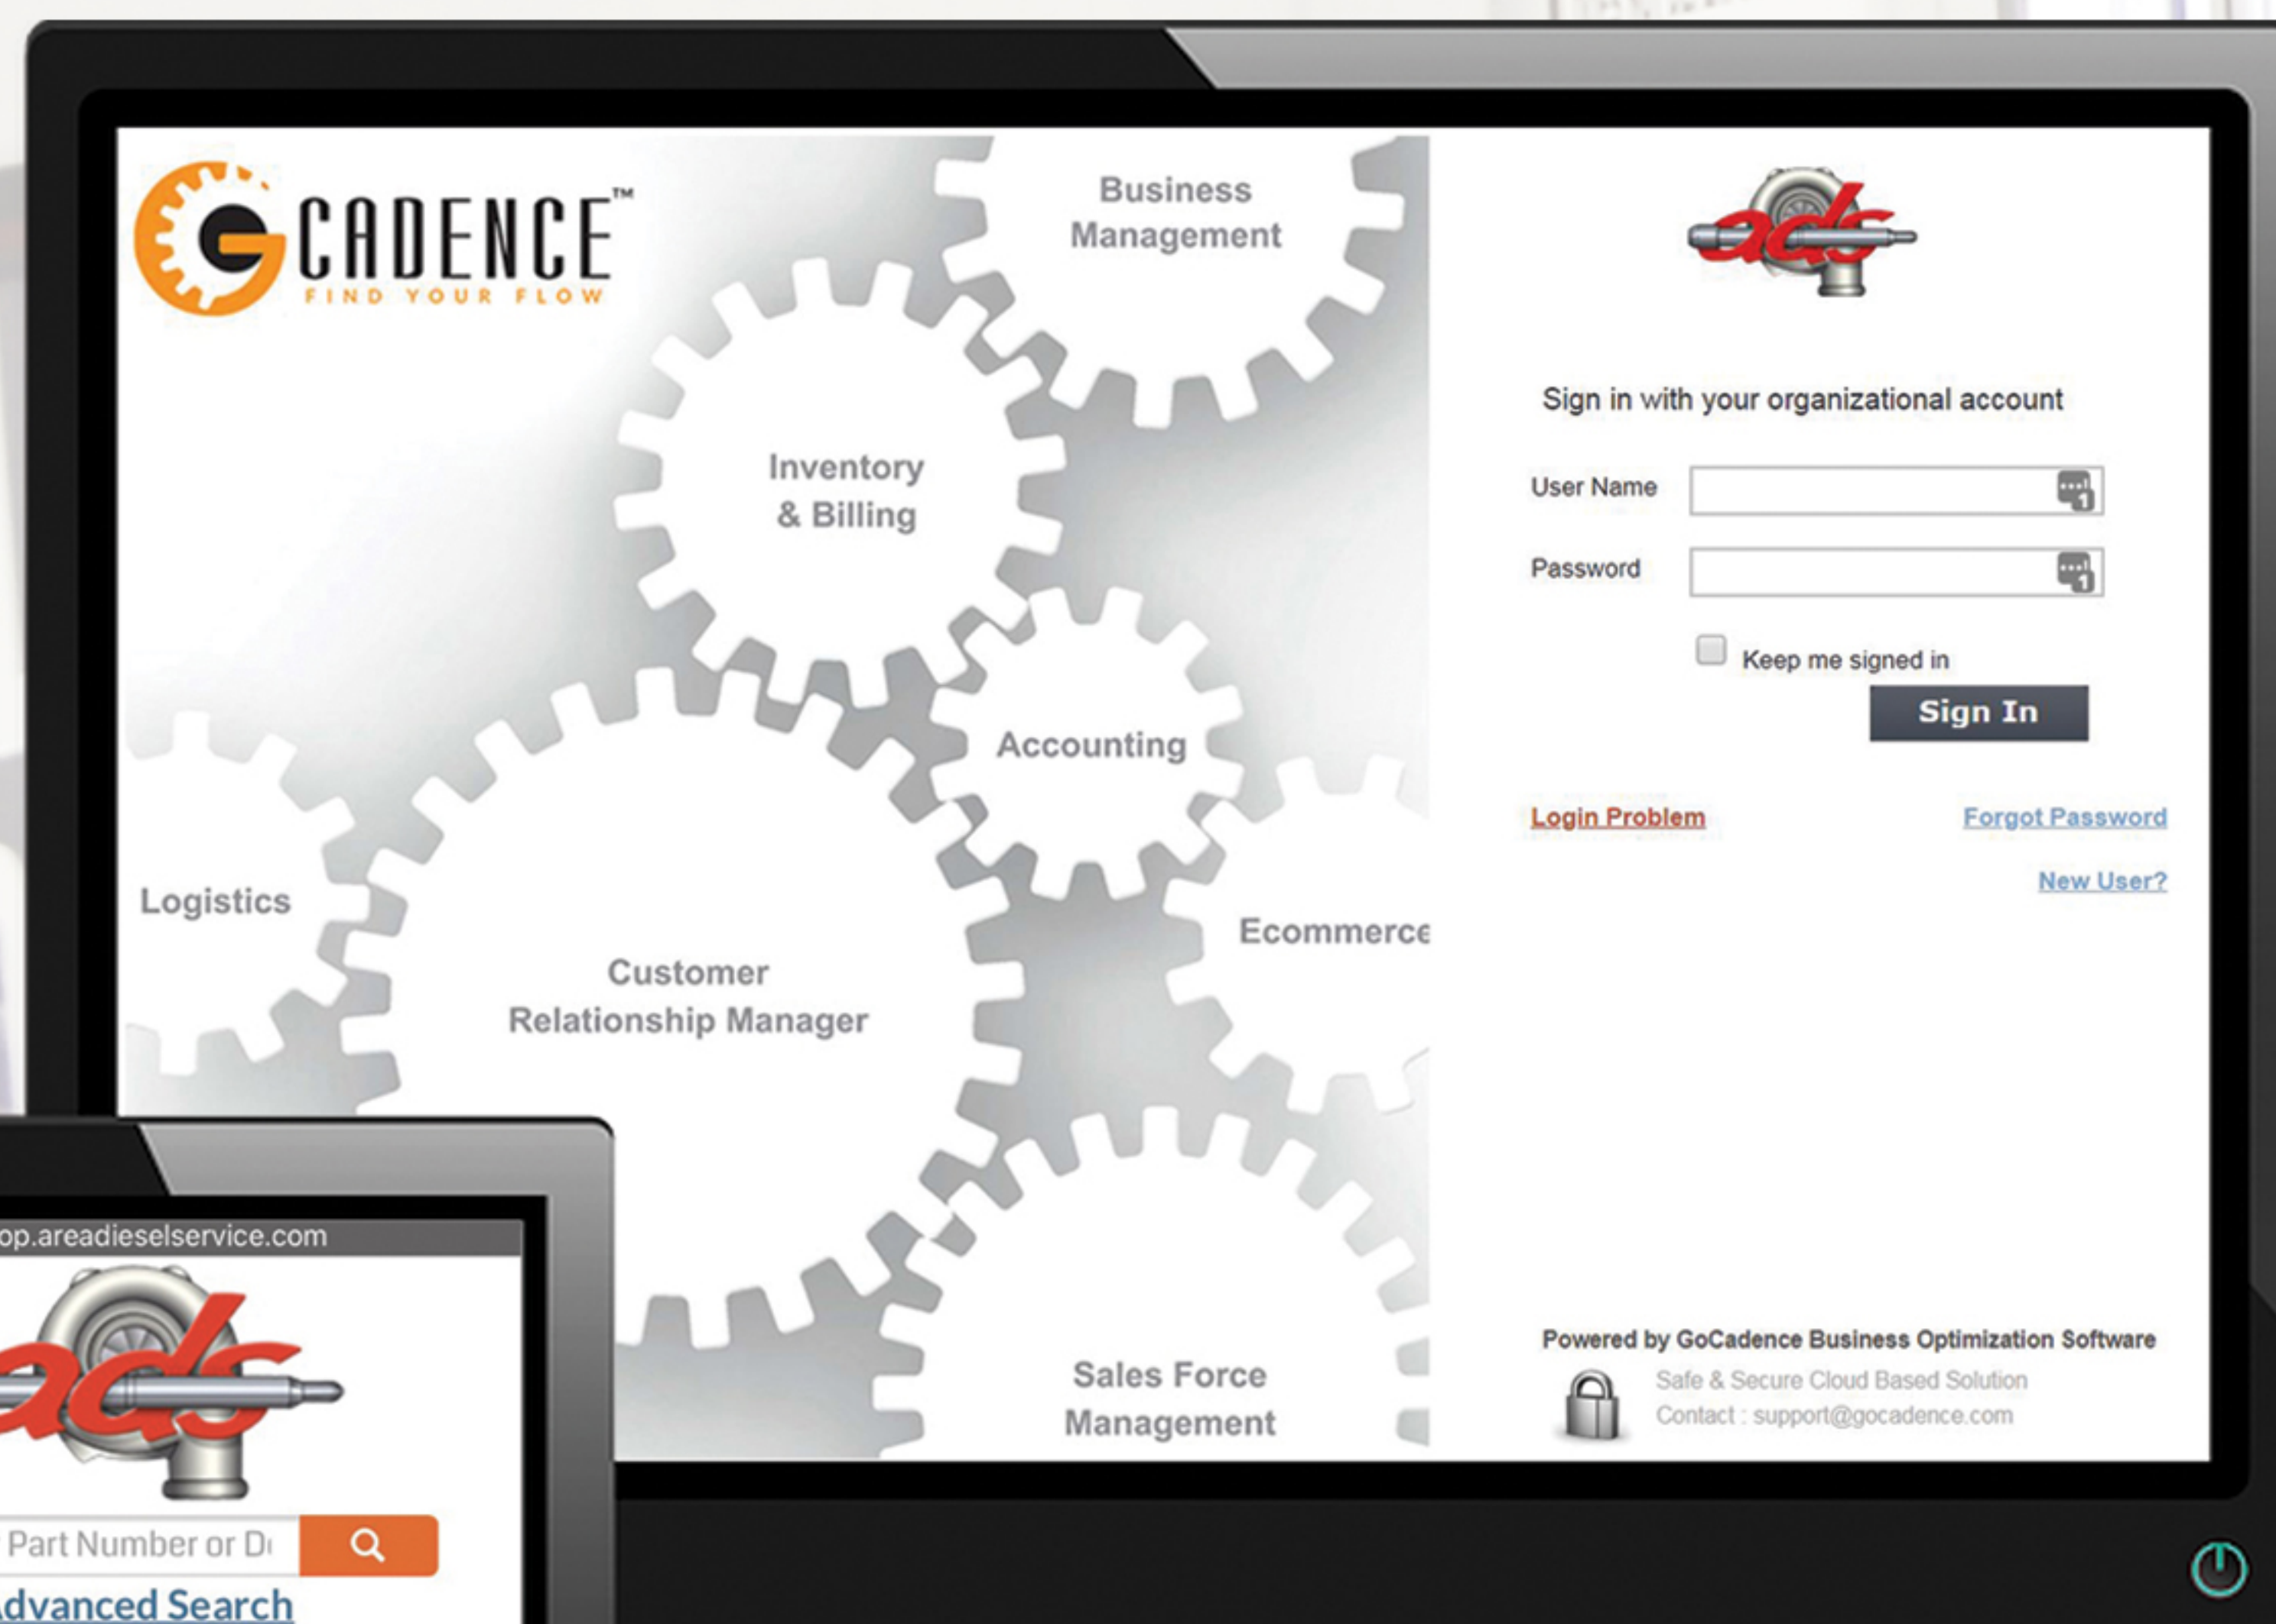 GCADENCE™
FIND YOUR FLOW
Business
Management
Inventory
& Billing
Accounting
Logistics
Ecommerce
Customer
Relationship Manager
Sales Force
Management
ads
Sign in with your organizational account
User Name
Password
Keep me signed in
Sign In
Login Problem
Forgot Password
New User?
Powered by GoCadence Business Optimization Software
Safe & Secure Cloud Based Solution
Contact : support@gocadence.com
op.areadieselservice.com
ads
Part Number or D
dvanced Search